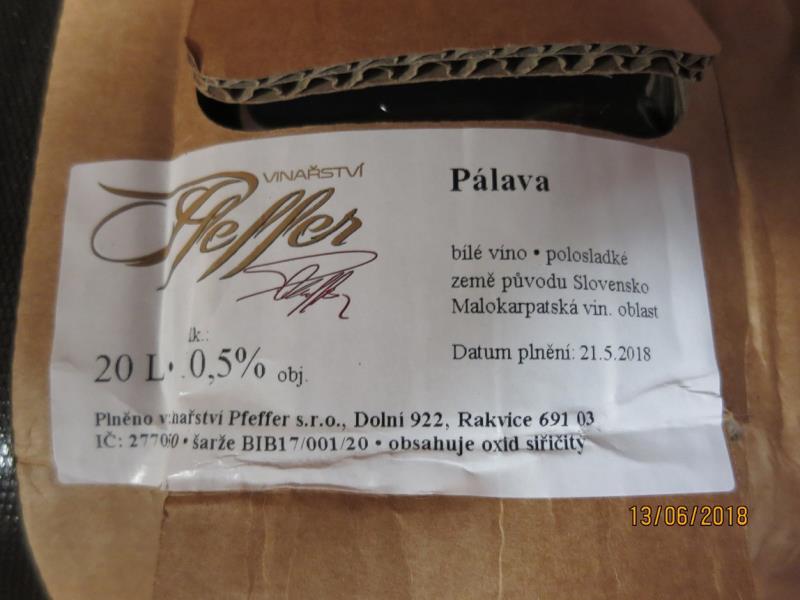 VINAŘSTVÍ
Pfeffer
Pálava
bílé víno • polosladké
země původu Slovensko
Malokarpatská vin. oblast
Datum plnění: 21.5.2018
lk.:
20 L• .0,5% obj.
Plněno vinařství Pfeffer s.r.o., Dolní 922, Rakvice 691 03
IČ: • šarže BIB17/001/20 • obsahuje oxid siřičitý
13/06/2018